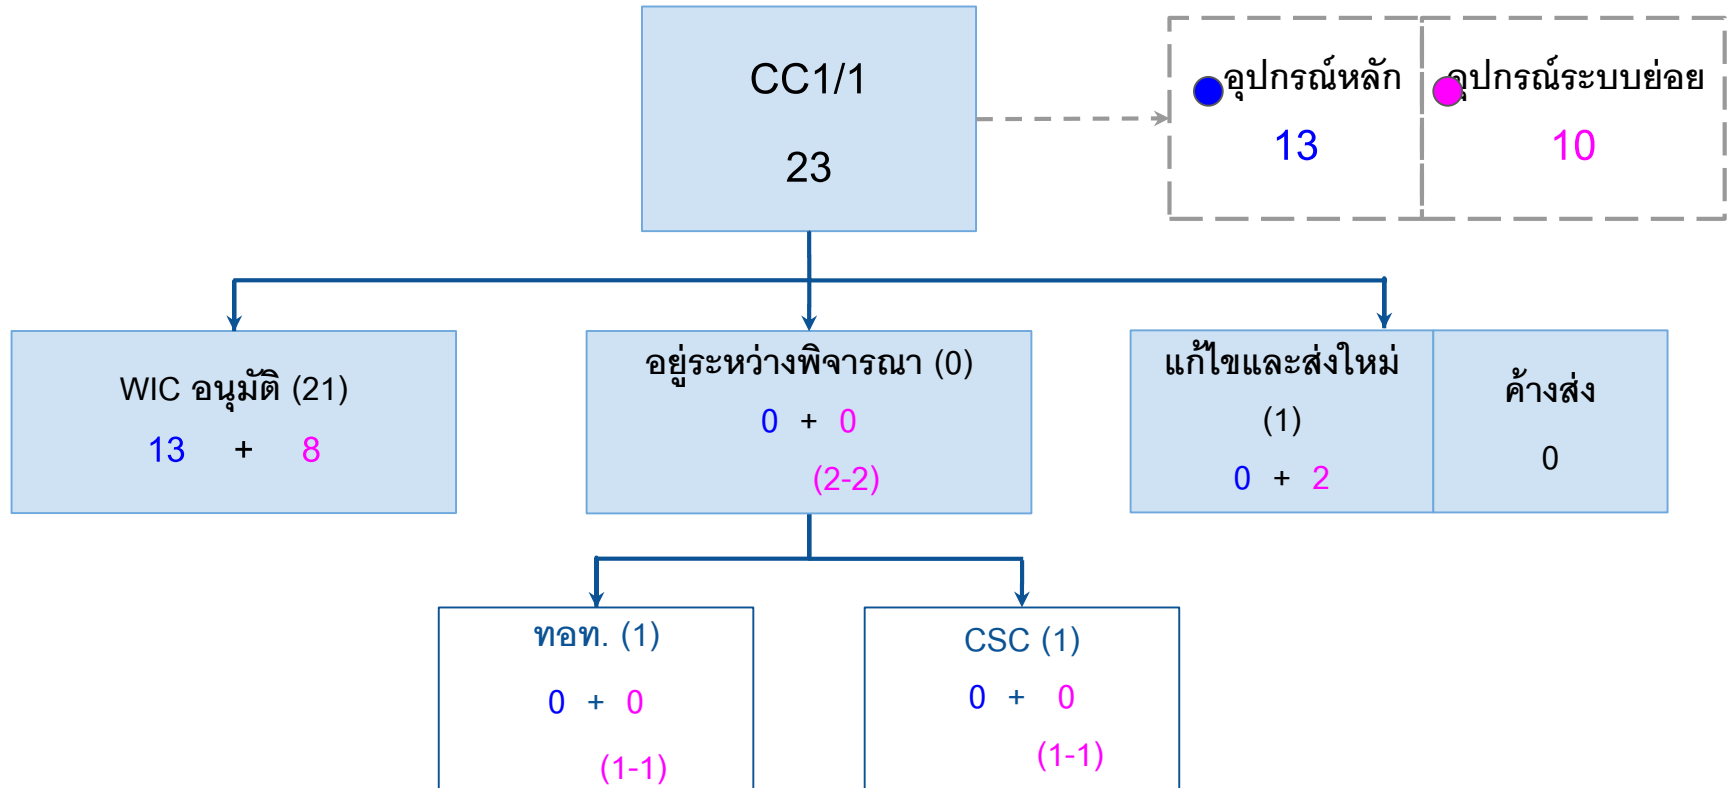 CC1/1
23
อุปกรณ์หลัก
13
อุปกรณ์ระบบย่อย
10
WIC อนุมัติ (21)
13 + 8
อยู่ระหว่างพิจารณา (0)
0 + 0
(2-2)
แก้ไขและส่งใหม่
(1)
0 + 2
ค้างส่ง
0
ทอท. (1)
0 + 0
(1-1)
CSC (1)
0 + 0
(1-1)